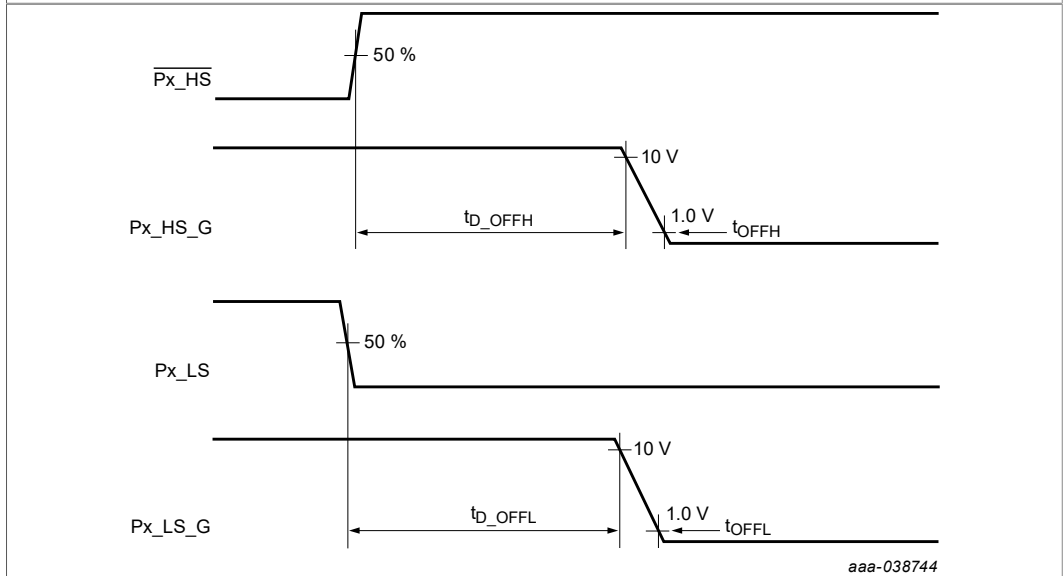 50 %
Px_HS
10 V
Px_HS_G
tD_OFFH
1.0 V
tOFFH
50 %
Px_LS
10 V
Px_LS_G
tD_OFFL
1.0 V
tOFFL
aaa-038744